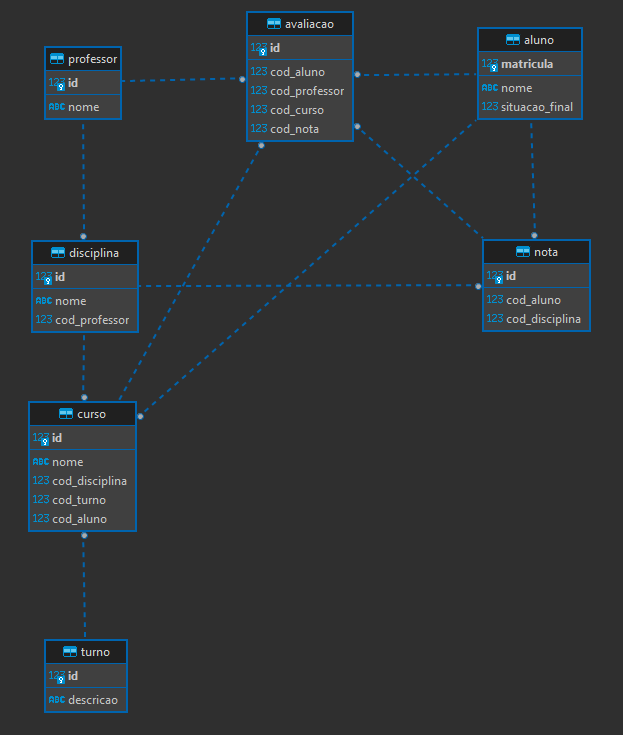 professor
123 id
ABC nome
avaliacao
123 id
123 cod_aluno
123 cod_professor
123 cod_curso
123 cod_nota
aluno
123 matricula
ABC nome
123 situacao_final
disciplina
123 id
ABC nome
123 cod_professor
nota
123 id
123 cod_aluno
123 cod_disciplina
curso
123 id
ABC nome
123 cod_disciplina
123 cod_turno
123 cod_aluno
turno
123 id
ABC descricao